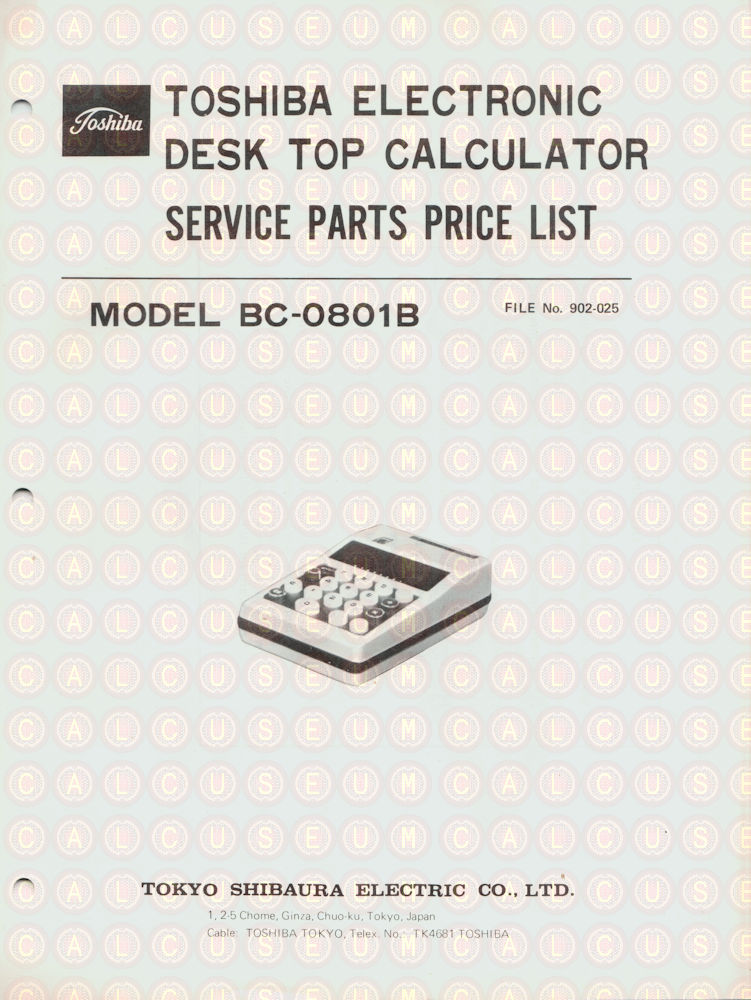 Toshiba
TOSHIBA ELECTRONIC
DESK TOP CALCULATOR
SERVICE PARTS PRICE LIST
MODEL BC-0801B
FILE No. 902-025
TOKYO SHIBAURA ELECTRIC CO., LTD.
1, 2-5 Chome, Ginza, Chuo-ku, Tokyo, Japan
Cable: TOSHIBA TOKYO, Telex. No.: TK4681 TOSHIBA
CALCUSEUM